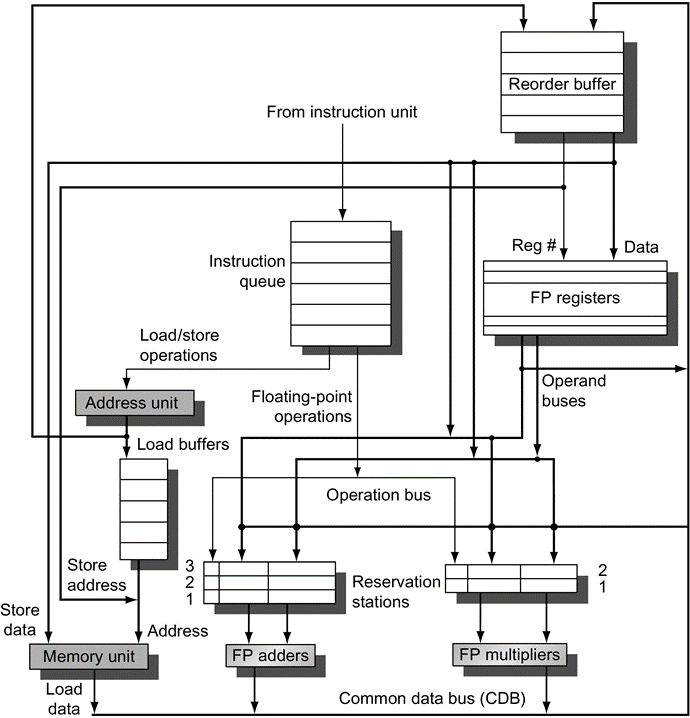 Reorder buffer
From instruction unit
Reg #
Data
Instruction
queue
FP registers
Load/store
operations
Operand
buses
Address unit
Floating-point
operations
Load buffers
Operation bus
Store
address
3
2
1
Reservation
stations
2
1
Store
data
Address
Memory unit
FP adders
FP multipliers
Load
data
Common data bus (CDB)